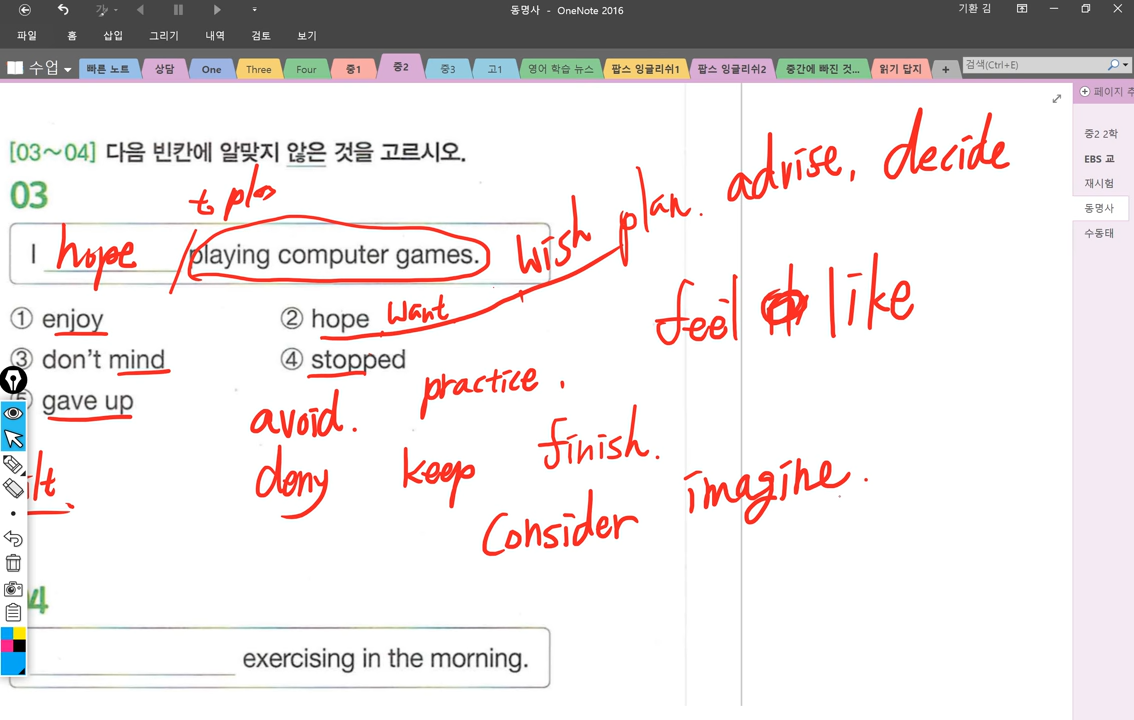 동명사 - OneNote 2016
기환 김
파일 홈 삽입 그리기 내역 검토 보기
수업 빠른 노트 상담 One Three Four 중1 중2 중3 고1 영어 학습 뉴스 팝스 잉글리쉬1 팝스 잉글리쉬2 중간에 빠진 것... 읽기 답지 + 검색(Ctrl+E)
페이지 추
중2 2학
EBS 교
재시험
동명사
수동태
[03~04] 다음 빈칸에 알맞지 않은 것을 고르시오.
advise, decide
03
to pla
wish plan.
I hope / playing computer games.
feel like
① enjoy ② hope want
③ don't mind ④ stopped
⑤ gave up
practice.
avoid.
finish.
deny keep
imagine.
consider
04
exercising in the morning.